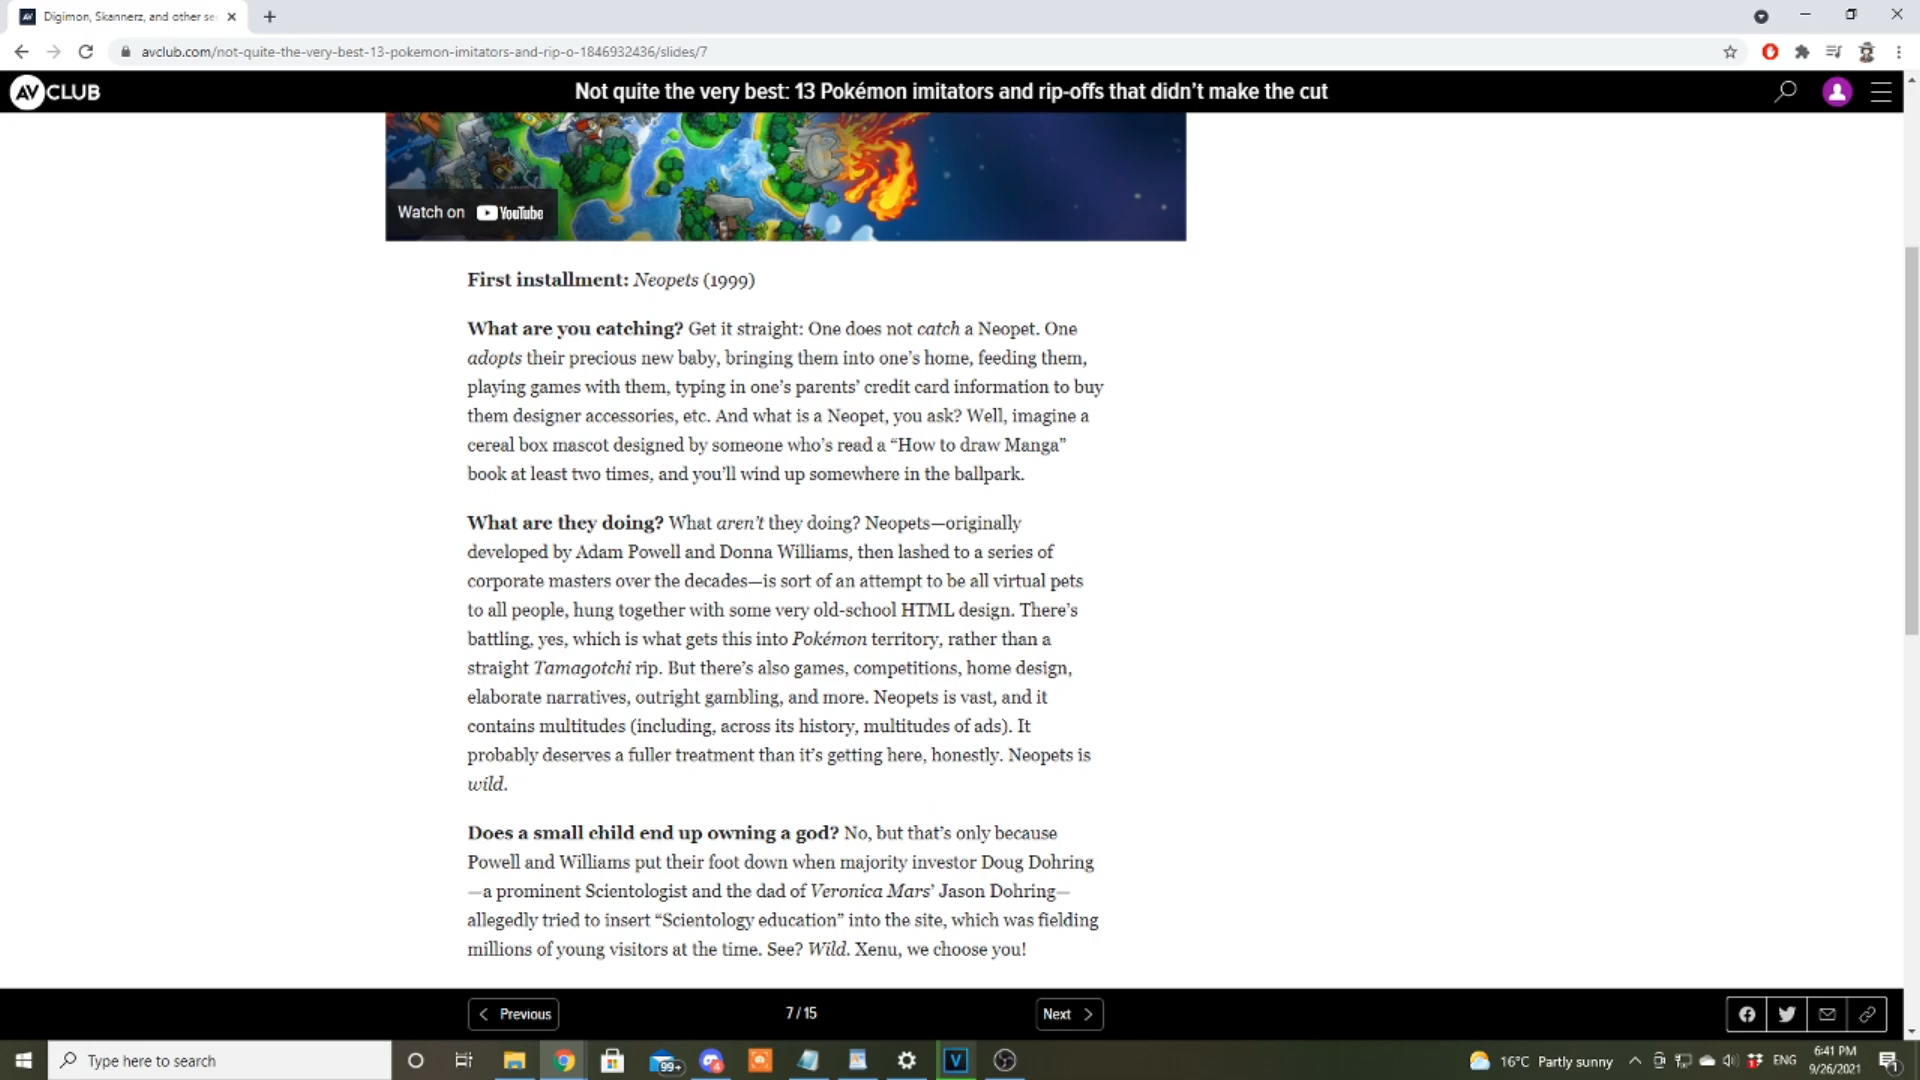 Digimon, Skannerz, and other se
avclub.com/not-quite-the-very-best-13-pokemon-imitators-and-rip-o-1846932436/slides/7
AV CLUB
Not quite the very best: 13 Pokémon imitators and rip-offs that didn't make the cut
Watch on YouTube
First installment: Neopets (1999)
What are you catching? Get it straight: One does not catch a Neopet. One
adopts their precious new baby, bringing them into one's home, feeding them,
playing games with them, typing in one's parents' credit card information to buy
them designer accessories, etc. And what is a Neopet, you ask? Well, imagine a
cereal box mascot designed by someone who's read a “How to draw Manga”
book at least two times, and you'll wind up somewhere in the ballpark.
What are they doing? What aren't they doing? Neopets—originally
developed by Adam Powell and Donna Williams, then lashed to a series of
corporate masters over the decades—is sort of an attempt to be all virtual pets
to all people, hung together with some very old-school HTML design. There's
battling, yes, which is what gets this into Pokémon territory, rather than a
straight Tamagotchi rip. But there's also games, competitions, home design,
elaborate narratives, outright gambling, and more. Neopets is vast, and it
contains multitudes (including, across its history, multitudes of ads). It
probably deserves a fuller treatment than it's getting here, honestly. Neopets is
wild.
Does a small child end up owning a god? No, but that's only because
Powell and Williams put their foot down when majority investor Doug Dohring
—a prominent Scientologist and the dad of Veronica Mars' Jason Dohring—
allegedly tried to insert “Scientology education” into the site, which was fielding
millions of young visitors at the time. See? Wild. Xenu, we choose you!
Previous
7 / 15
Next
Type here to search
99+
V
16°C Partly sunny
ENG
6:41 PM
9/26/2021
1